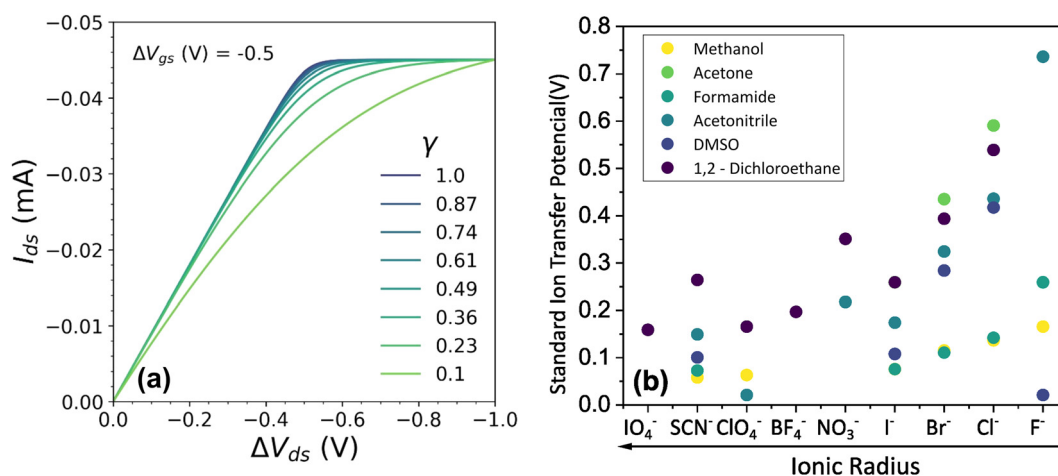 ΔV_gs (V) = -0.5
−0.05
−0.04
−0.03
−0.02
−0.01
0.00
I_ds (mA)
γ
1.0
0.87
0.74
0.61
0.49
0.36
0.23
0.1
(a)
0.0 −0.2 −0.4 −0.6 −0.8 −1.0
ΔV_ds (V)
Standard Ion Transfer Potential(V)
0.8
0.7
0.6
0.5
0.4
0.3
0.2
0.1
0.0
Methanol
Acetone
Formamide
Acetonitrile
DMSO
1,2 - Dichloroethane
(b)
IO₄⁻ SCN⁻ ClO₄⁻ BF₄⁻ NO₃⁻ I⁻ Br⁻ Cl⁻ F⁻
Ionic Radius